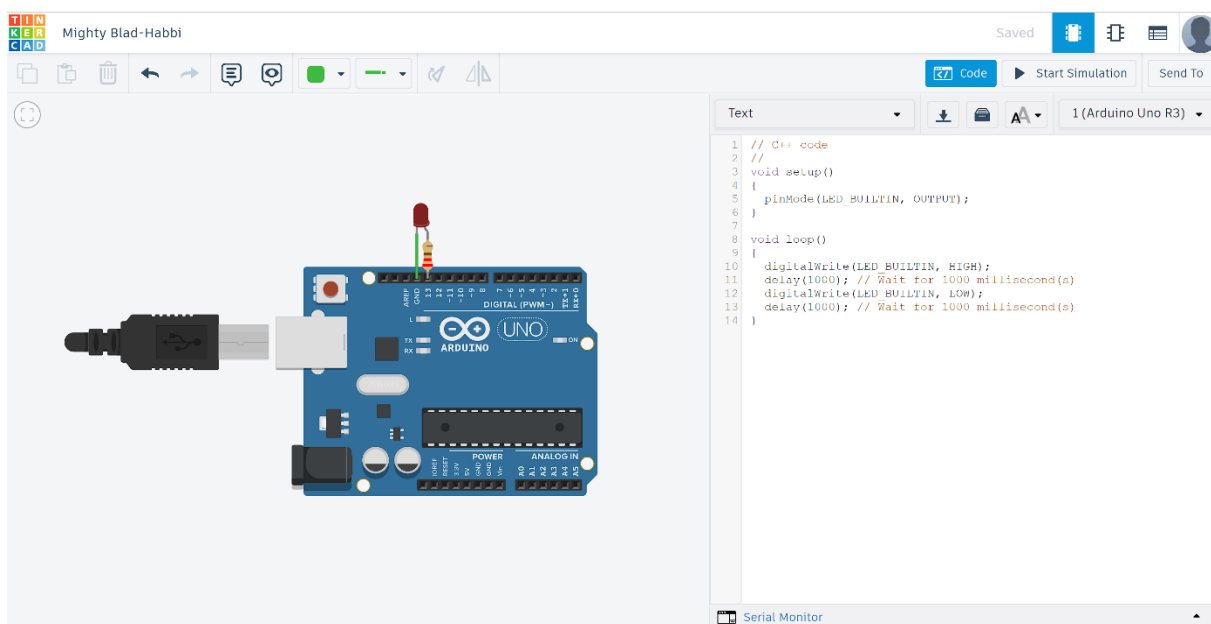 TIN
KER
CAD
Mighty Blad-Habbi
Saved
Code
Start Simulation
Send To
Text
AA
1 (Arduino Uno R3)
1 // C++ code
2 //
3 void setup()
4 {
5 pinMode(LED_BUILTIN, OUTPUT);
6 }
7
8 void loop()
9 {
10 digitalWrite(LED_BUILTIN, HIGH);
11 delay(1000); // Wait for 1000 millisecond(s)
12 digitalWrite(LED_BUILTIN, LOW);
13 delay(1000); // Wait for 1000 millisecond(s)
14 }
AREF
GND
13
12
~11
~10
~9
8
7
~6
~5
4
~3
2
TX→1
RX←0
DIGITAL (PWM~)
L
TX
RX
UNO
ARDUINO
ON
POWER
ANALOG IN
IOREF
RESET
3.3V
5V
GND
GND
Vin
A0
A1
A2
A3
A4
A5
Serial Monitor